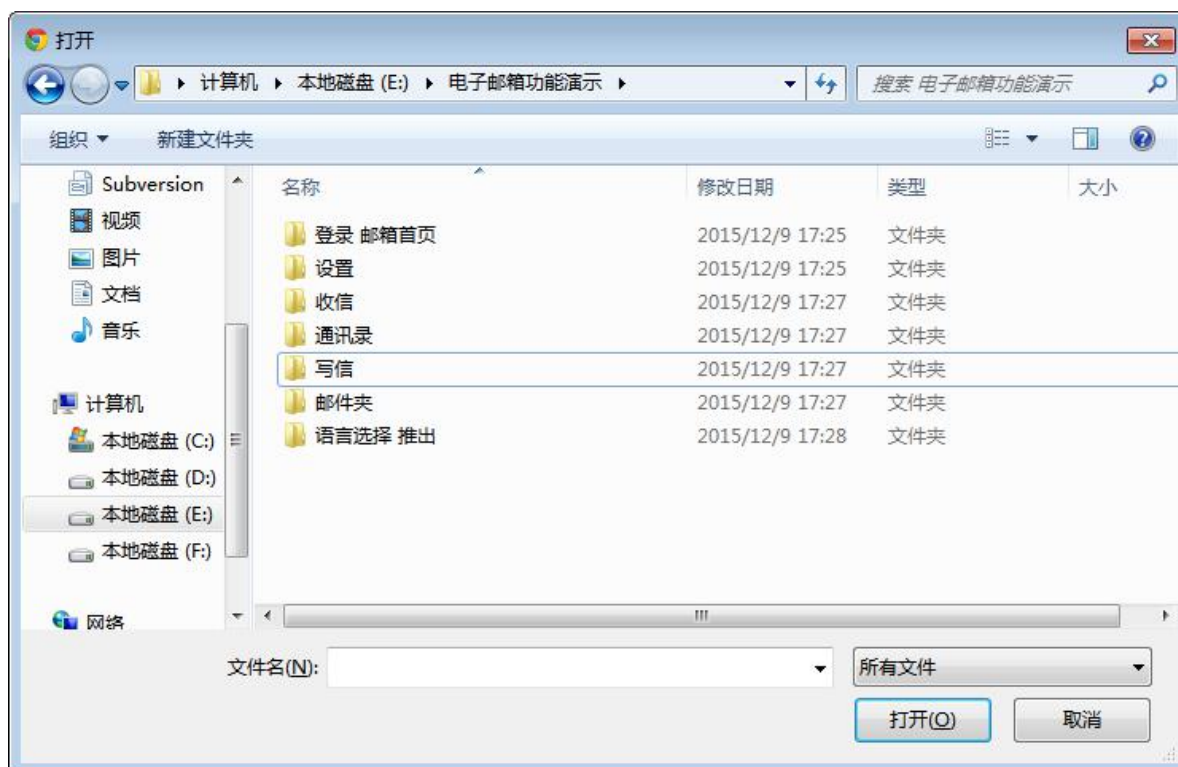 打开
计算机 本地磁盘 (E:) 电子邮箱功能演示
搜索 电子邮箱功能演示
组织 新建文件夹
Subversion
视频
图片
文档
音乐
计算机
本地磁盘 (C:)
本地磁盘 (D:)
本地磁盘 (E:)
本地磁盘 (F:)
网络
名称 修改日期 类型 大小
登录 邮箱首页 2015/12/9 17:25 文件夹
设置 2015/12/9 17:25 文件夹
收信 2015/12/9 17:27 文件夹
通讯录 2015/12/9 17:27 文件夹
写信 2015/12/9 17:27 文件夹
邮件夹 2015/12/9 17:27 文件夹
语言选择 推出 2015/12/9 17:28 文件夹
文件名(N): 所有文件
打开(O) 取消